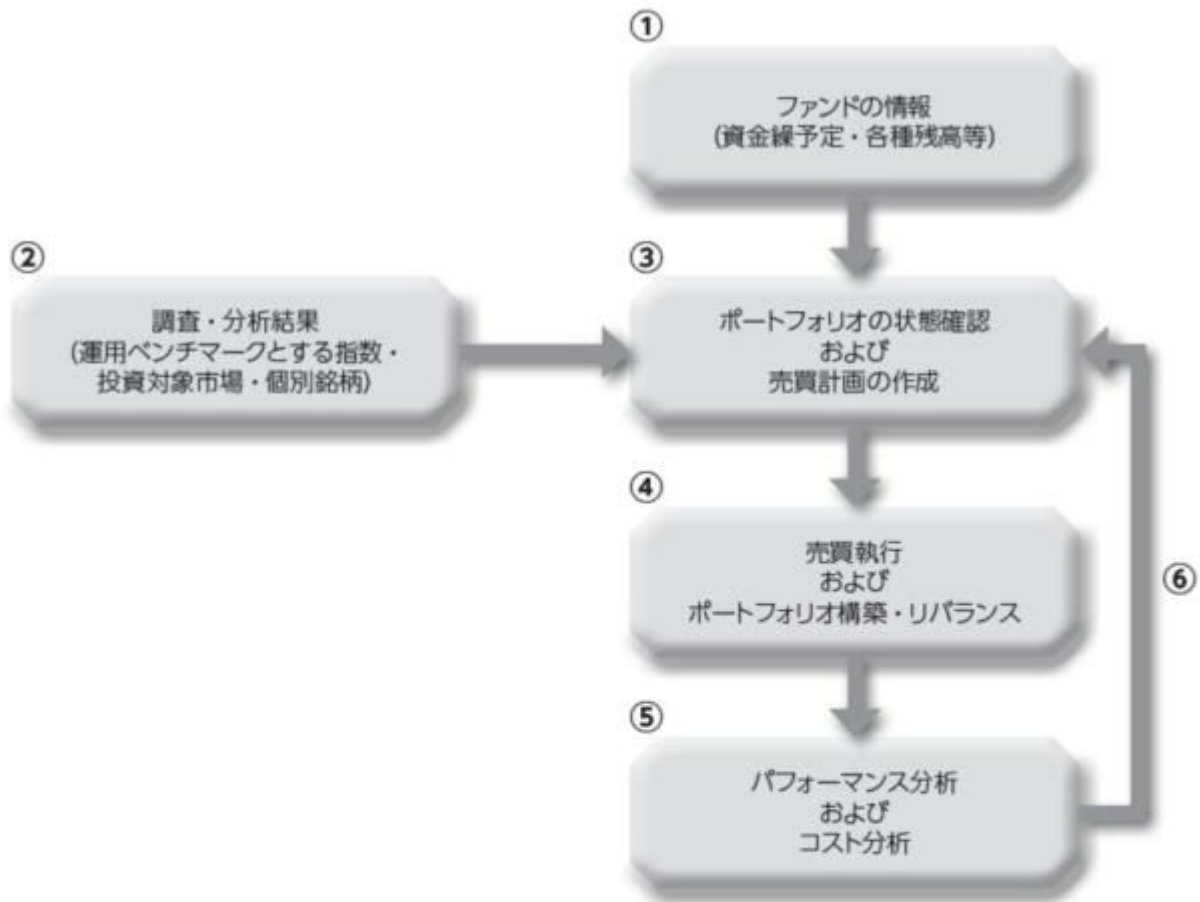 ①
ファンドの情報
(資金繰予定・各種残高等)
②
調査・分析結果
(運用ベンチマークとする指数・
投資対象市場・個別銘柄)
③
ポートフォリオの状態確認
および
売買計画の作成
④
売買執行
および
ポートフォリオ構築・リバランス
⑤
パフォーマンス分析
および
コスト分析
⑥